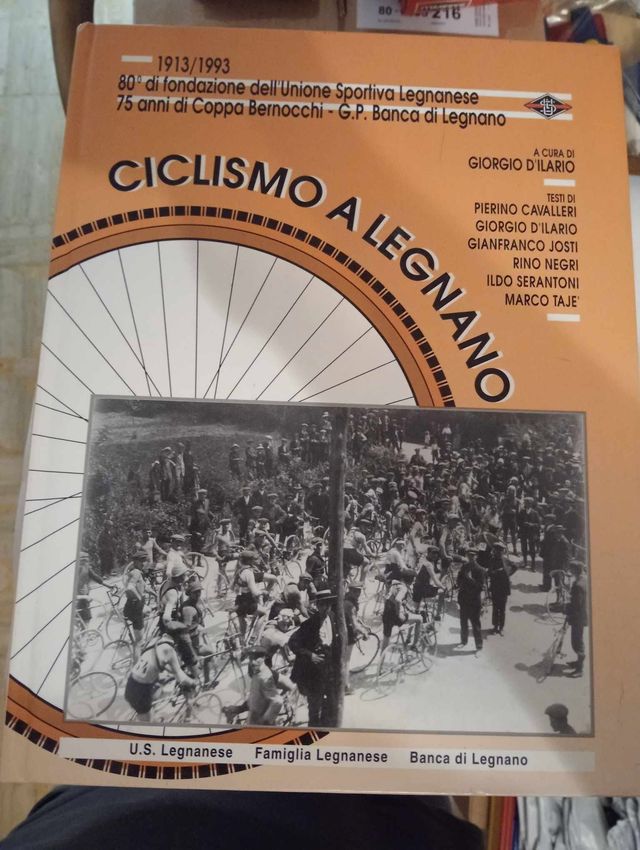 1913/1993
80° di fondazione dell'Unione Sportiva Legnanese
75 anni di Coppa Bernocchi - G.P. Banca di Legnano
A CURA DI
GIORGIO D'ILARIO
TESTI DI
PIERINO CAVALLERI
GIORGIO D'ILARIO
GIANFRANCO JOSTI
RINO NEGRI
ILDO SERANTONI
MARCO TAJE'
CICLISMO A LEGNANO
U.S. Legnanese Famiglia Legnanese Banca di Legnano